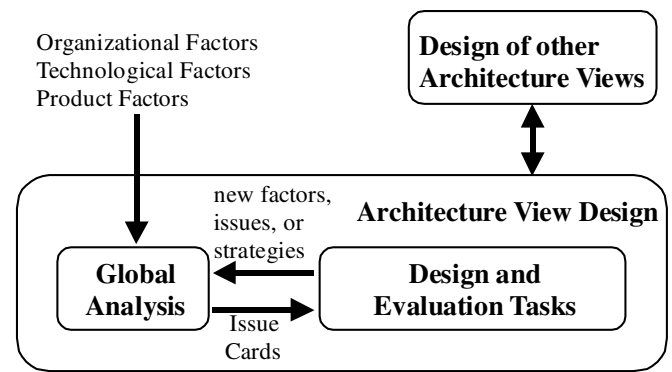 Organizational Factors
Technological Factors
Product Factors
Design of other
Architecture Views
new factors,
issues, or
strategies
Architecture View Design
Global
Analysis
Design and
Evaluation Tasks
Issue
Cards